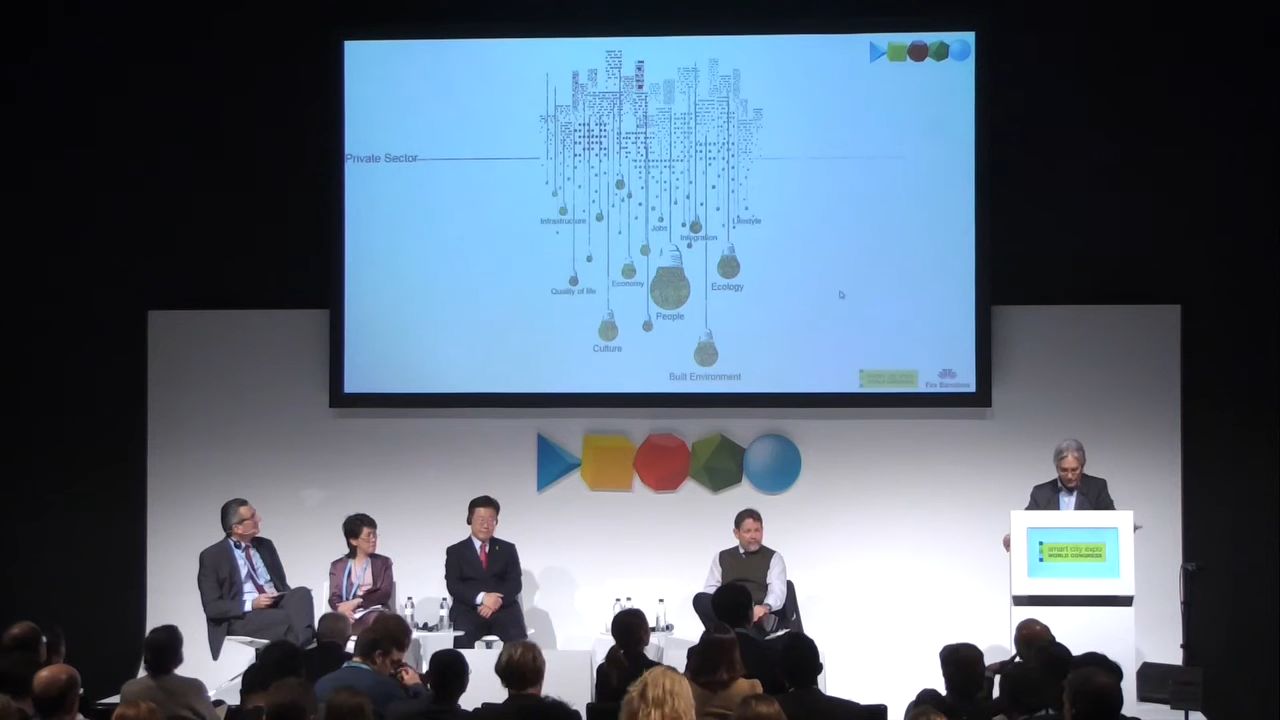 Private Sector
Infrastructure
Jobs
Lifestyle
Integration
Quality of life
Economy
Ecology
People
Culture
Built Environment
Fira Barcelona
smart city expo
WORLD CONGRESS